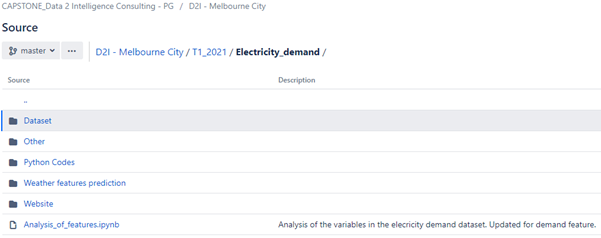 CAPSTONE_Data 2 Intelligence Consulting - PG / D2I - Melbourne City
Source
master ... D2I - Melbourne City / T1_2021 / Electricity_demand /
Source Description
..
Dataset
Other
Python Codes
Weather features prediction
Website
Analysis_of_features.ipynb Analysis of the variables in the elecricity demand dataset. Updated for demand feature.